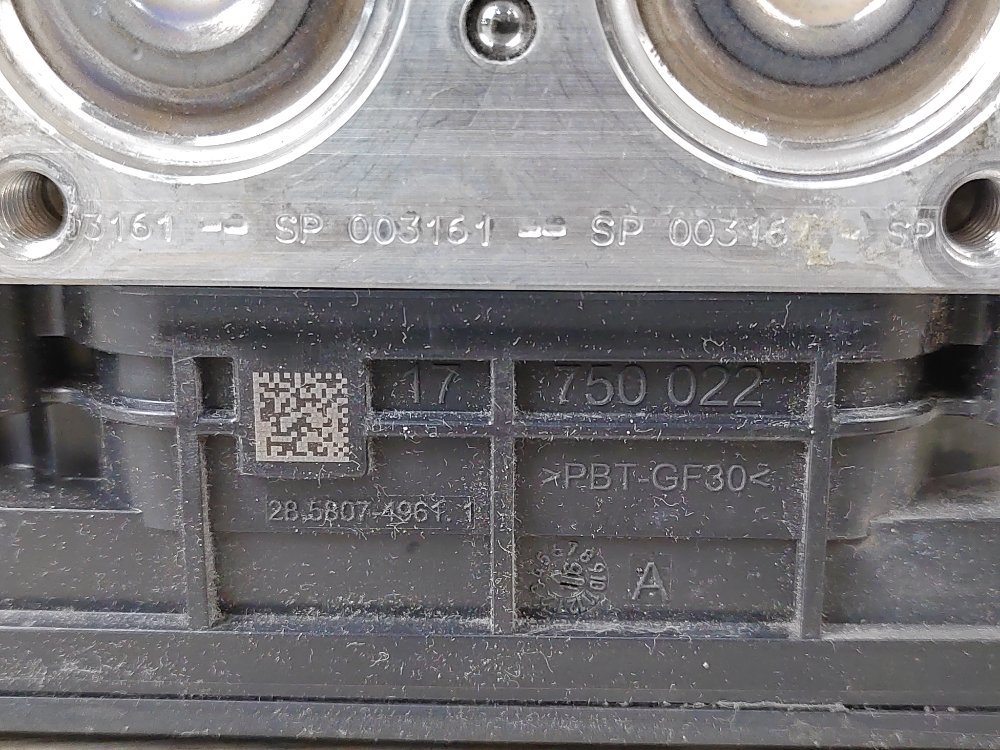 3161 -- SP 003161 -- SP 00316 - SP
17 750 022
>PBT-GF30<
28.5807-4961.1
A